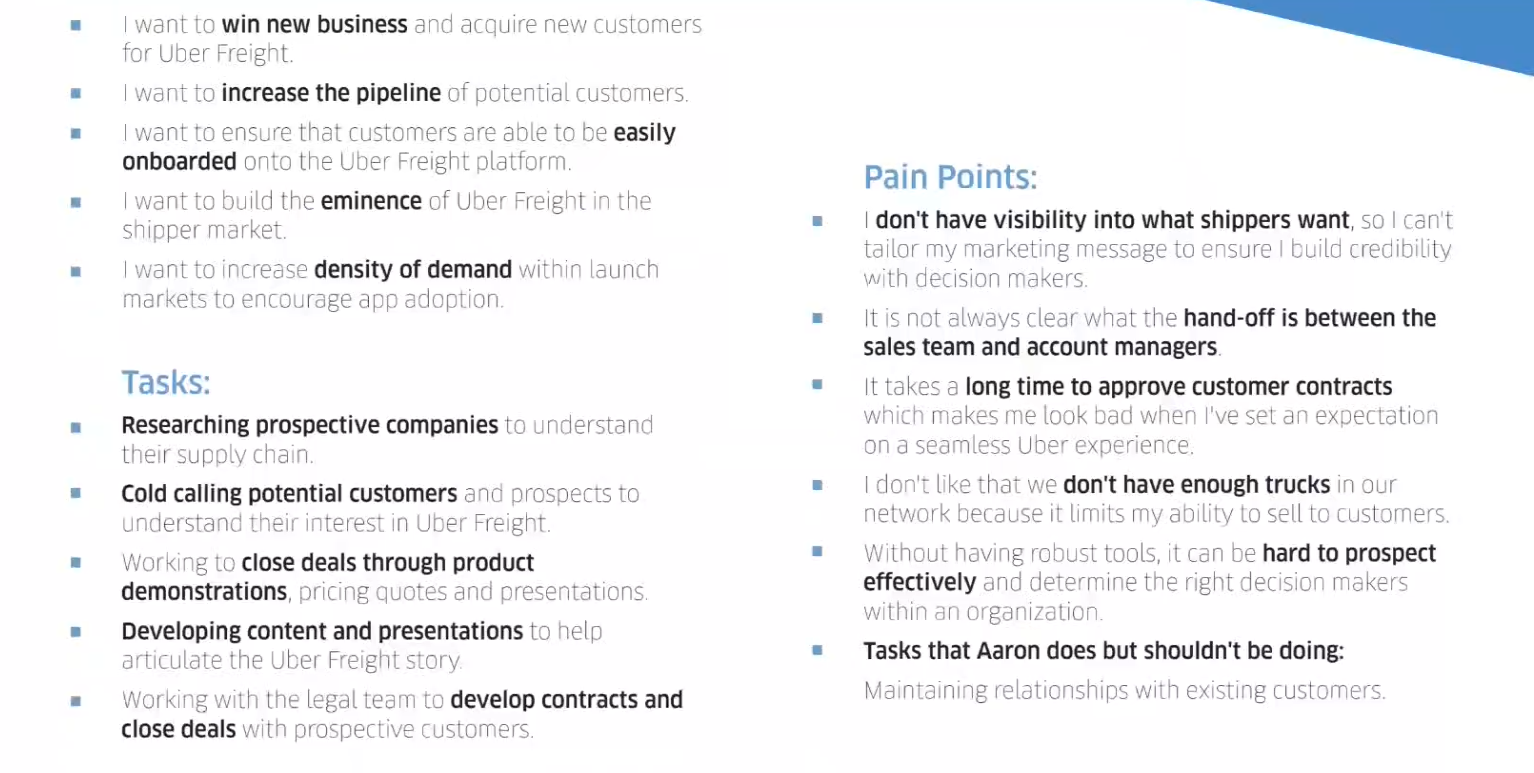 I want to win new business and acquire new customers
for Uber Freight.
I want to increase the pipeline of potential customers.
I want to ensure that customers are able to be easily
onboarded onto the Uber Freight platform.
I want to build the eminence of Uber Freight in the
shipper market.
I want to increase density of demand within launch
markets to encourage app adoption.
Tasks:
Researching prospective companies to understand
their supply chain.
Cold calling potential customers and prospects to
understand their interest in Uber Freight.
Working to close deals through product
demonstrations, pricing quotes and presentations.
Developing content and presentations to help
articulate the Uber Freight story.
Working with the legal team to develop contracts and
close deals with prospective customers.
Pain Points:
I don't have visibility into what shippers want, so I can't
tailor my marketing message to ensure I build credibility
with decision makers.
It is not always clear what the hand-off is between the
sales team and account managers.
It takes a long time to approve customer contracts
which makes me look bad when I've set an expectation
on a seamless Uber experience.
I don't like that we don't have enough trucks in our
network because it limits my ability to sell to customers.
Without having robust tools, it can be hard to prospect
effectively and determine the right decision makers
within an organization.
Tasks that Aaron does but shouldn't be doing:
Maintaining relationships with existing customers.